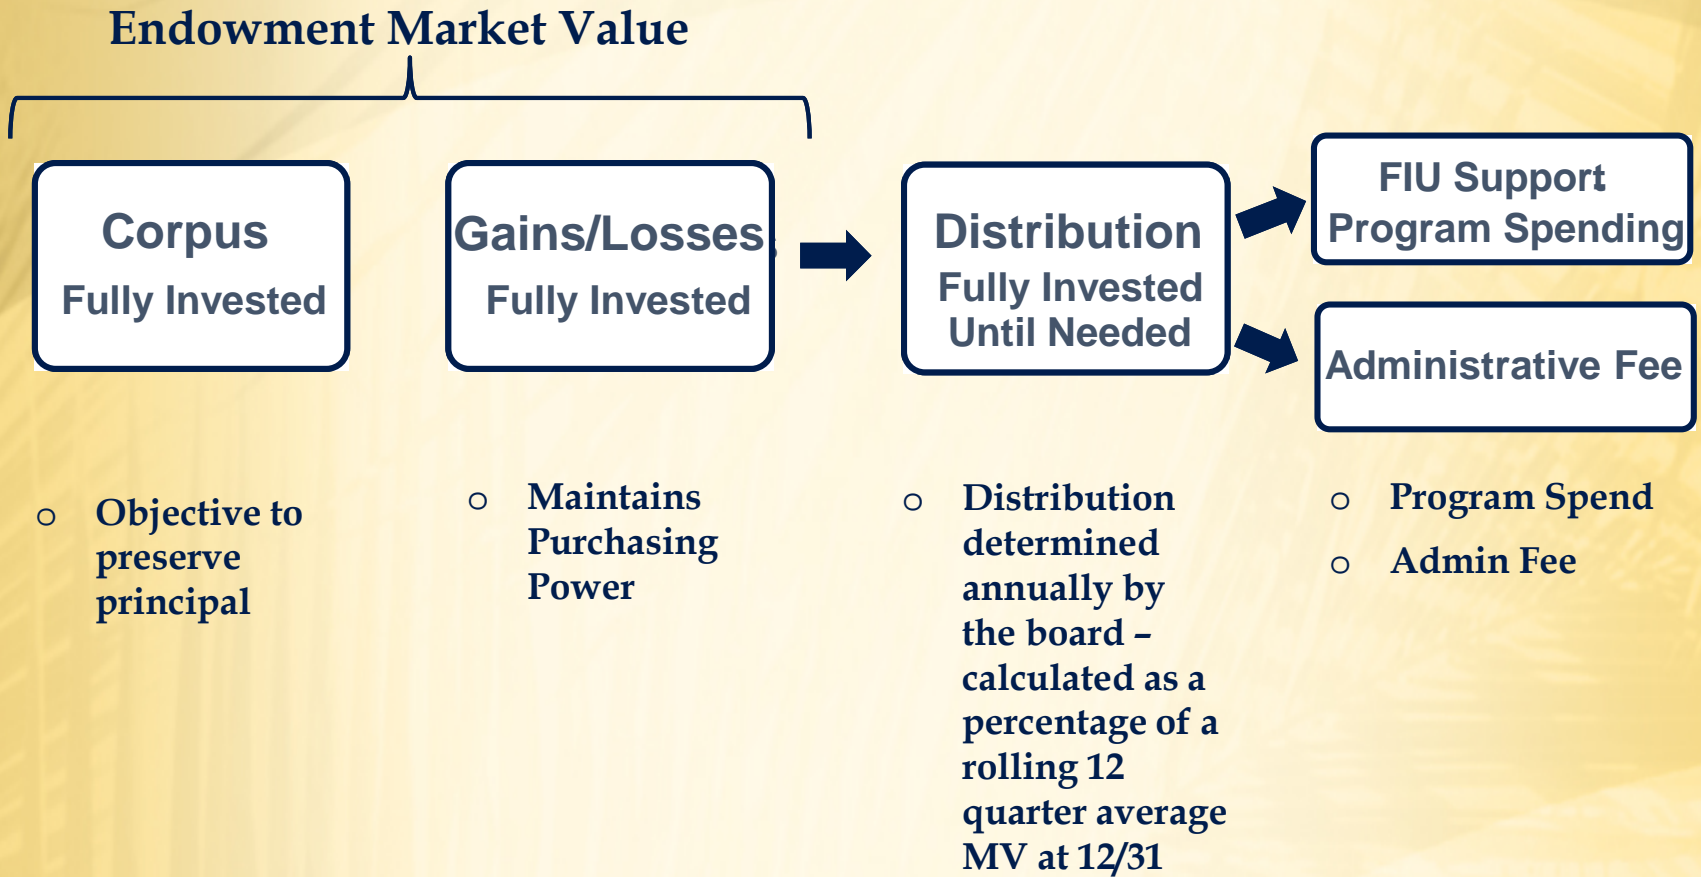 Endowment Market Value
Corpus
Fully Invested
Gains/Losses
Fully Invested
Distribution
Fully Invested
Until Needed
FIU Support
Program Spending
Administrative Fee
o Objective to
preserve
principal
o Maintains
Purchasing
Power
o Distribution
determined
annually by
the board –
calculated as a
percentage of a
rolling 12
quarter average
MV at 12/31
o Program Spend
o Admin Fee